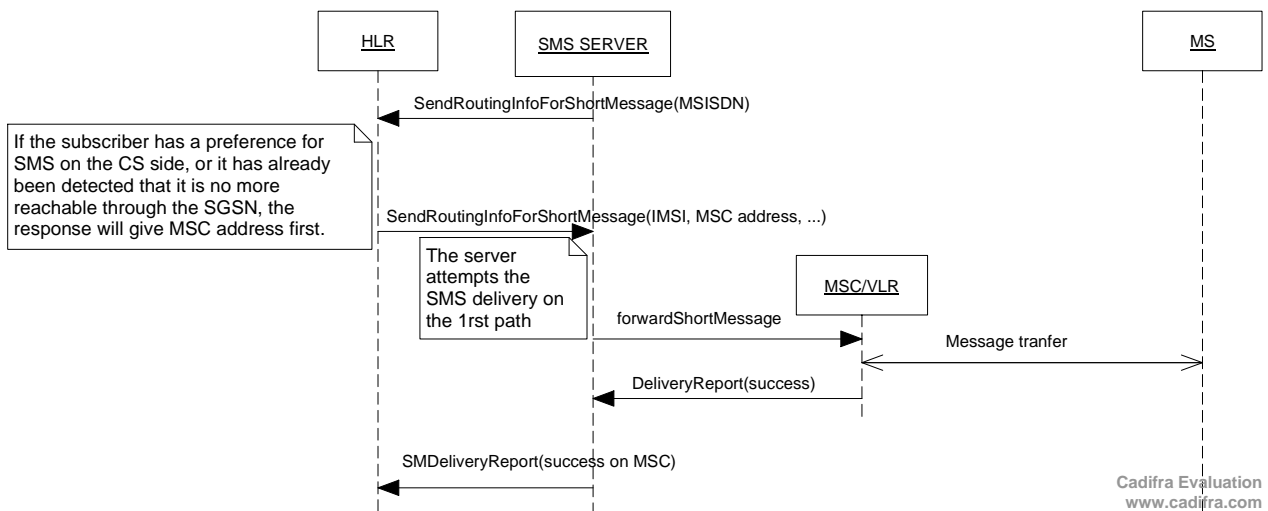 HLR
SMS SERVER
MS
SendRoutingInfoForShortMessage(MSISDN)
If the subscriber has a preference for
SMS on the CS side, or it has already
been detected that it is no more
reachable through the SGSN, the
response will give MSC address first.
SendRoutingInfoForShortMessage(IMSI, MSC address, ...)
The server
attempts the
SMS delivery on
the 1rst path
MSC/VLR
forwardShortMessage
Message tranfer
DeliveryReport(success)
SMDeliveryReport(success on MSC)
Cadifra Evaluation
www.cadifra.com